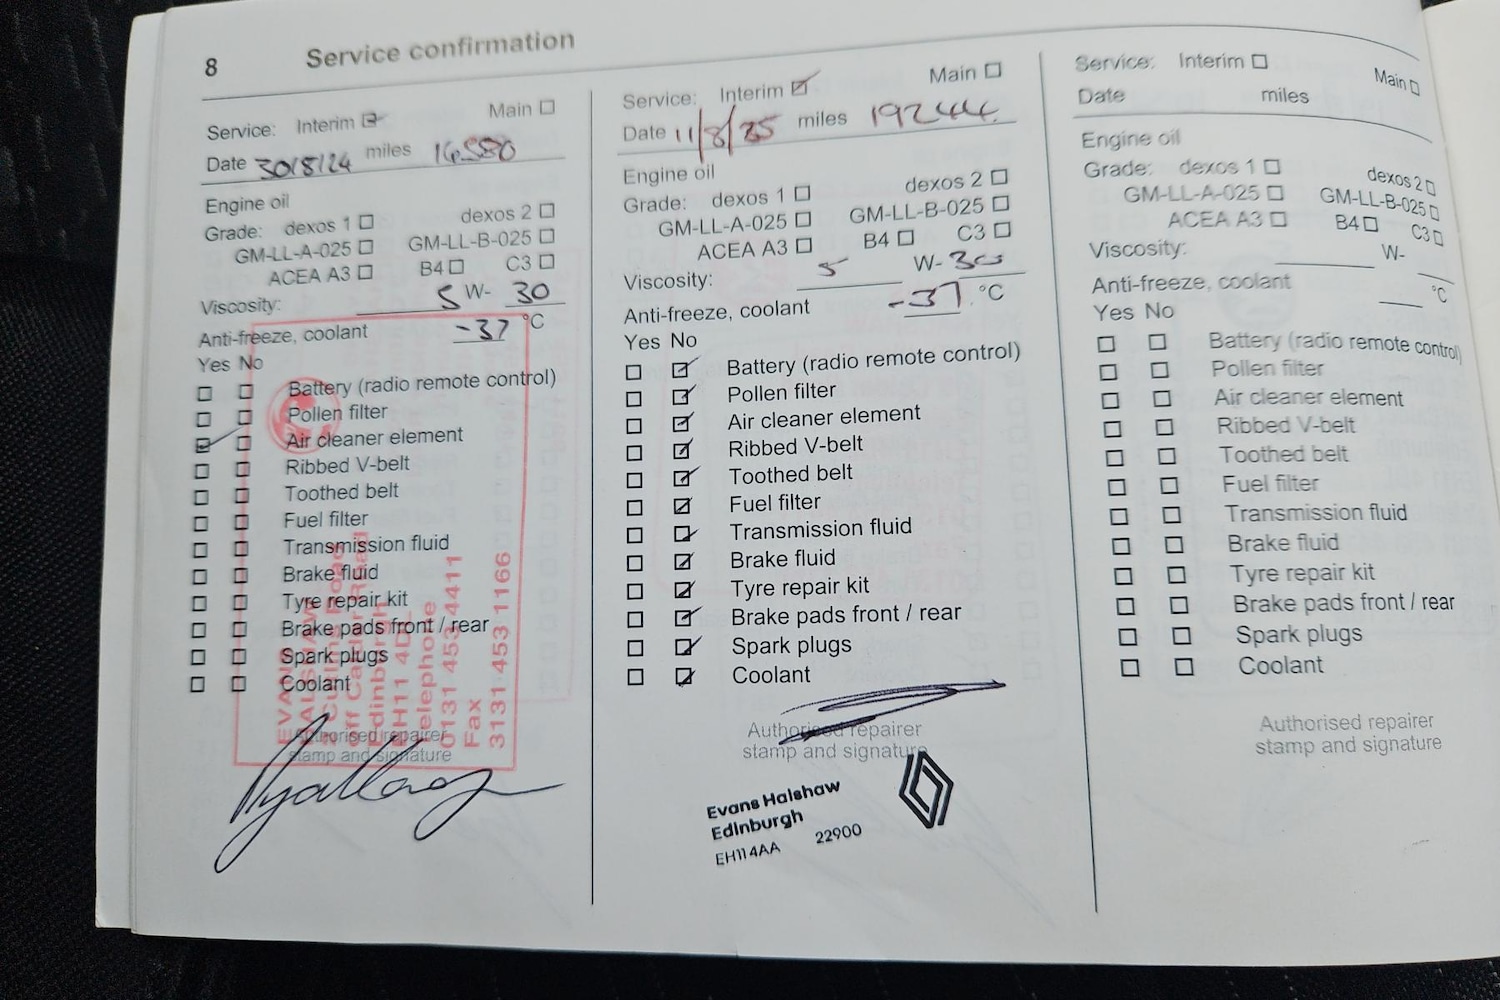 8 Service confirmation
Service: Interim Main
Date 30/8/24 miles 16580
Engine oil
Grade: dexos 1 dexos 2
GM-LL-A-025 GM-LL-B-025
ACEA A3 B4 C3
Viscosity: 5 W- 30
Anti-freeze, coolant -37 °C
Yes No
Battery (radio remote control)
Pollen filter
Air cleaner element
Ribbed V-belt
Toothed belt
Fuel filter
Transmission fluid
Brake fluid
Tyre repair kit
Brake pads front / rear
Spark plugs
Coolant
Authorised repairer
stamp and signature
EVANS
HALSHAW
Off Calder Road
Edinburgh
EH11 4D
Telephone
0131 453 4411
Fax
3131 453 1166
Service: Interim Main
Date 11/8/25 miles 19244
Engine oil
Grade: dexos 1 dexos 2
GM-LL-A-025 GM-LL-B-025
ACEA A3 B4 C3
Viscosity: 5 W- 30
Anti-freeze, coolant -37 °C
Yes No
Battery (radio remote control)
Pollen filter
Air cleaner element
Ribbed V-belt
Toothed belt
Fuel filter
Transmission fluid
Brake fluid
Tyre repair kit
Brake pads front / rear
Spark plugs
Coolant
Authorised repairer
stamp and signature
Evans Halshaw
Edinburgh
EH114AA 22900
Service: Interim Main
Date miles
Engine oil
Grade: dexos 1 dexos 2
GM-LL-A-025 GM-LL-B-025
ACEA A3 B4 C3
Viscosity: W-
Anti-freeze, coolant °C
Yes No
Battery (radio remote control)
Pollen filter
Air cleaner element
Ribbed V-belt
Toothed belt
Fuel filter
Transmission fluid
Brake fluid
Tyre repair kit
Brake pads front / rear
Spark plugs
Coolant
Authorised repairer
stamp and signature